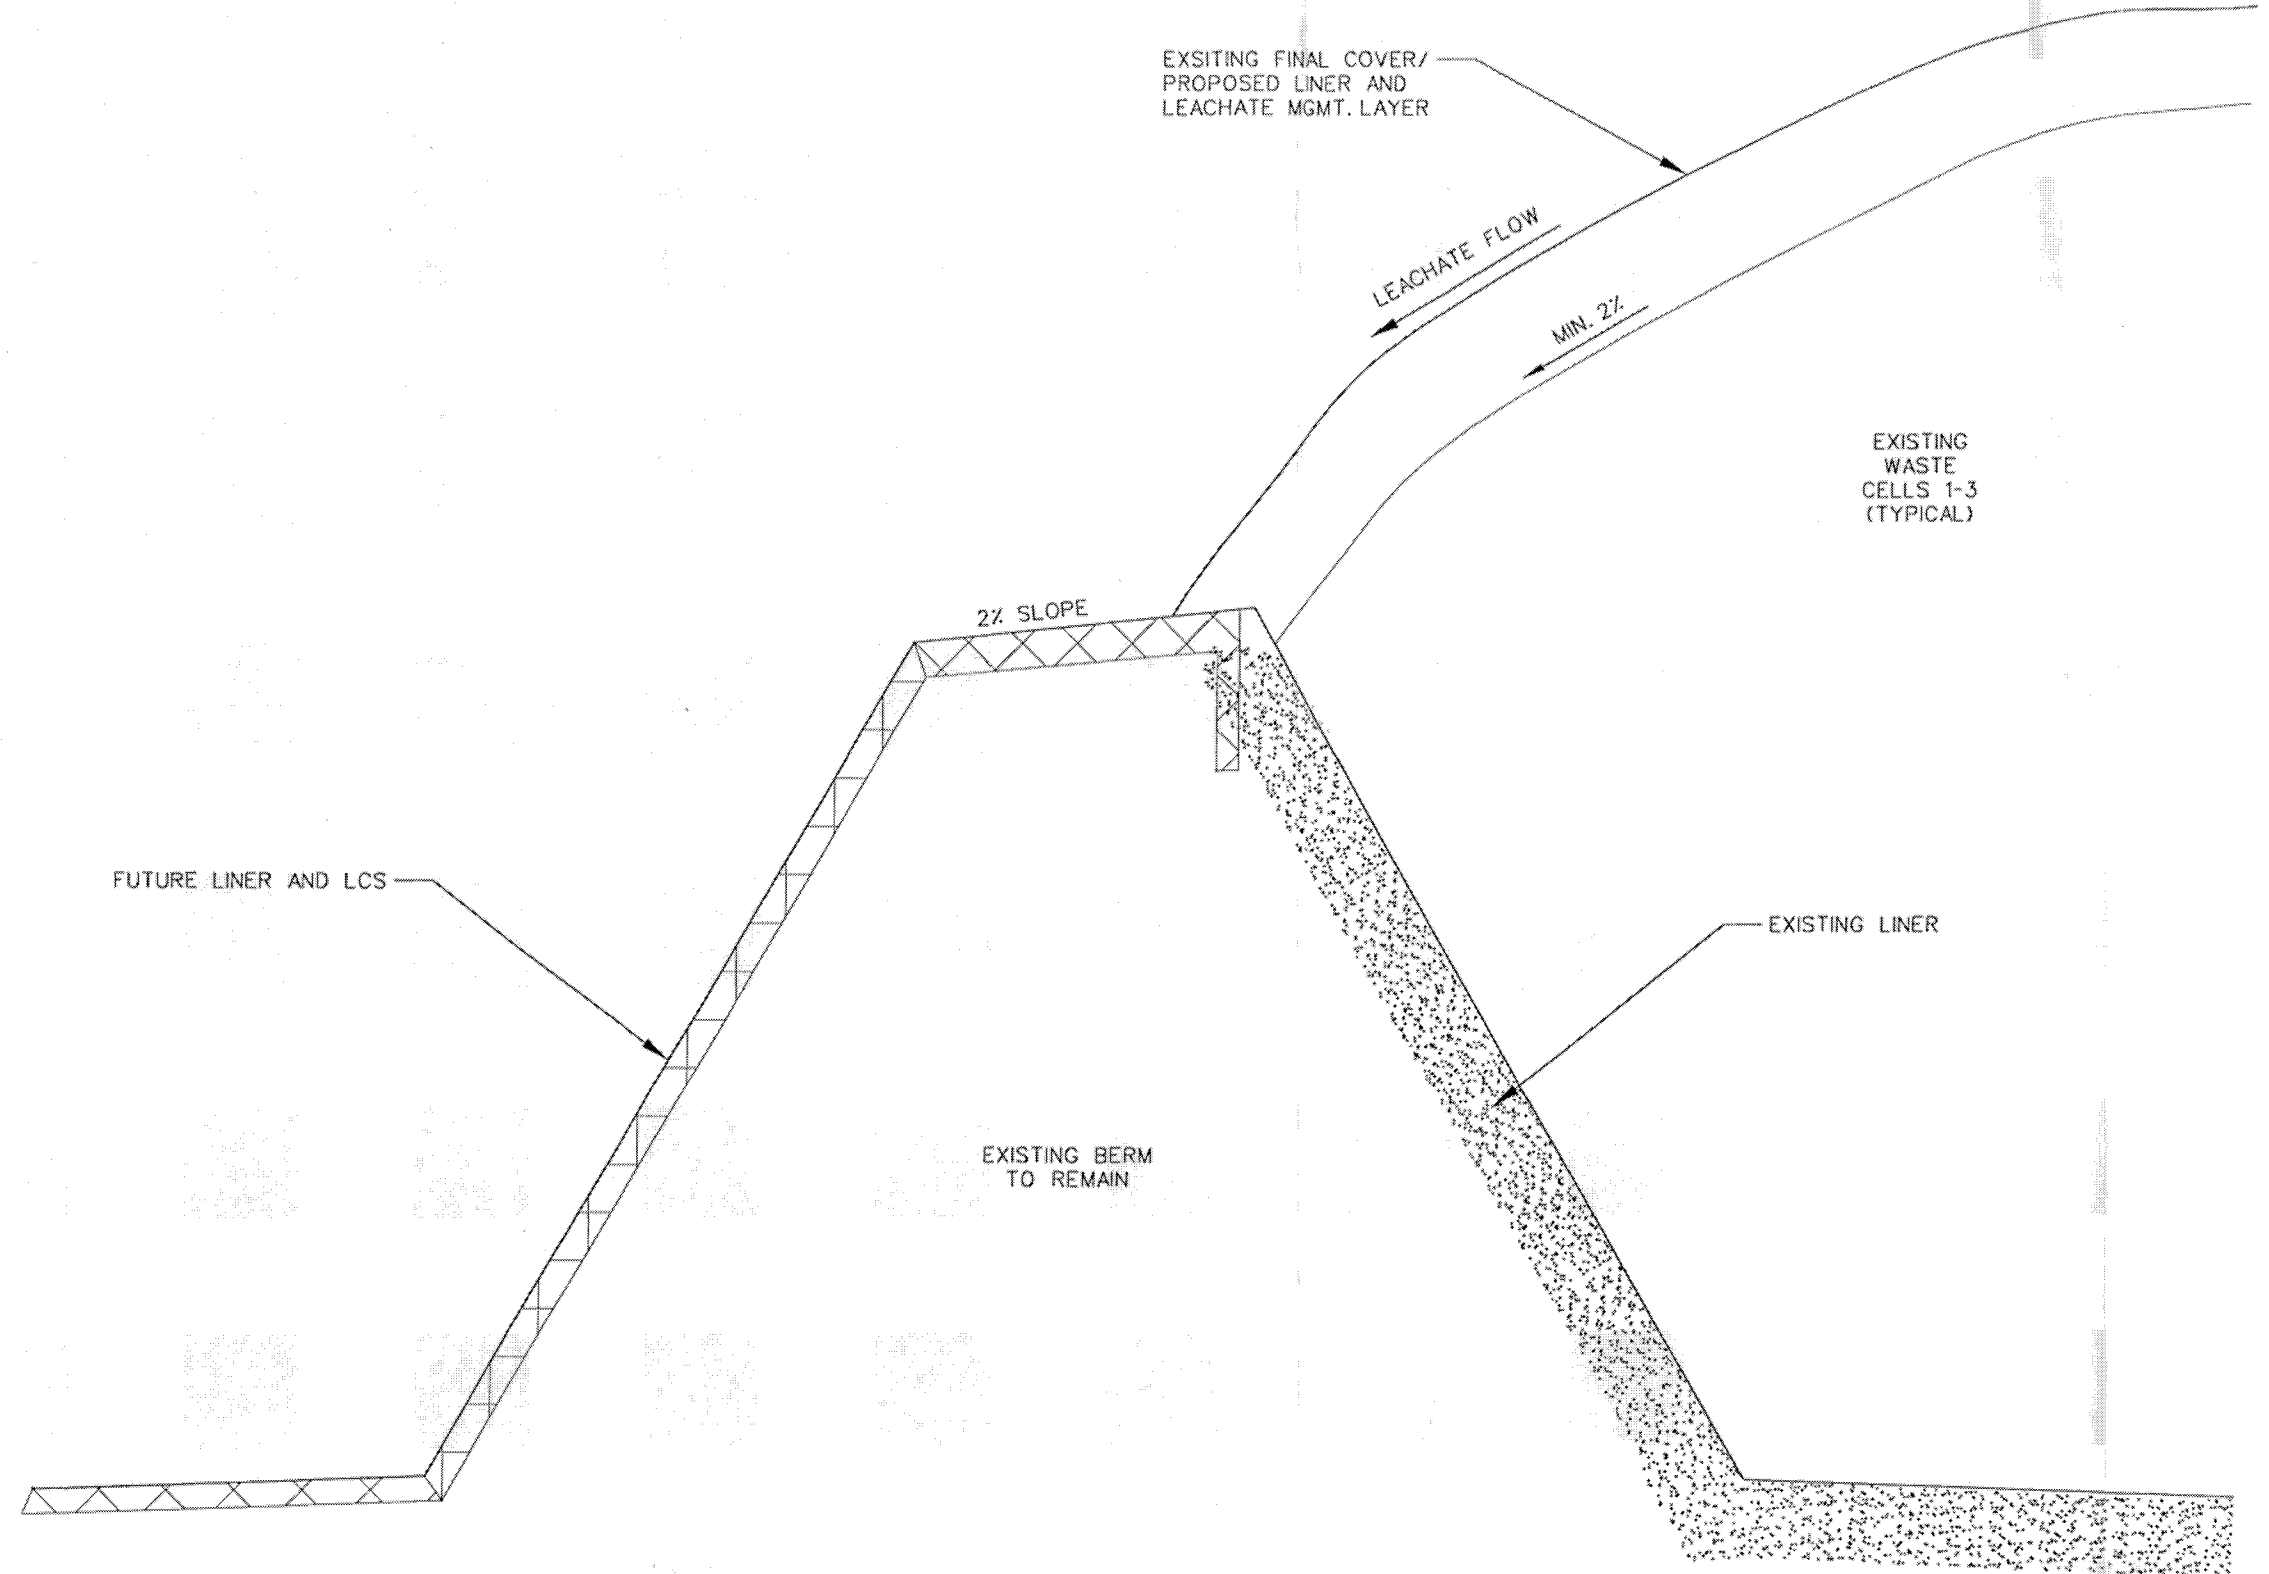 EXSITING FINAL COVER/
PROPOSED LINER AND
LEACHATE MGMT. LAYER
LEACHATE FLOW
MIN. 2%
EXISTING
WASTE
CELLS 1-3
(TYPICAL)
2% SLOPE
FUTURE LINER AND LCS
EXISTING LINER
EXISTING BERM
TO REMAIN